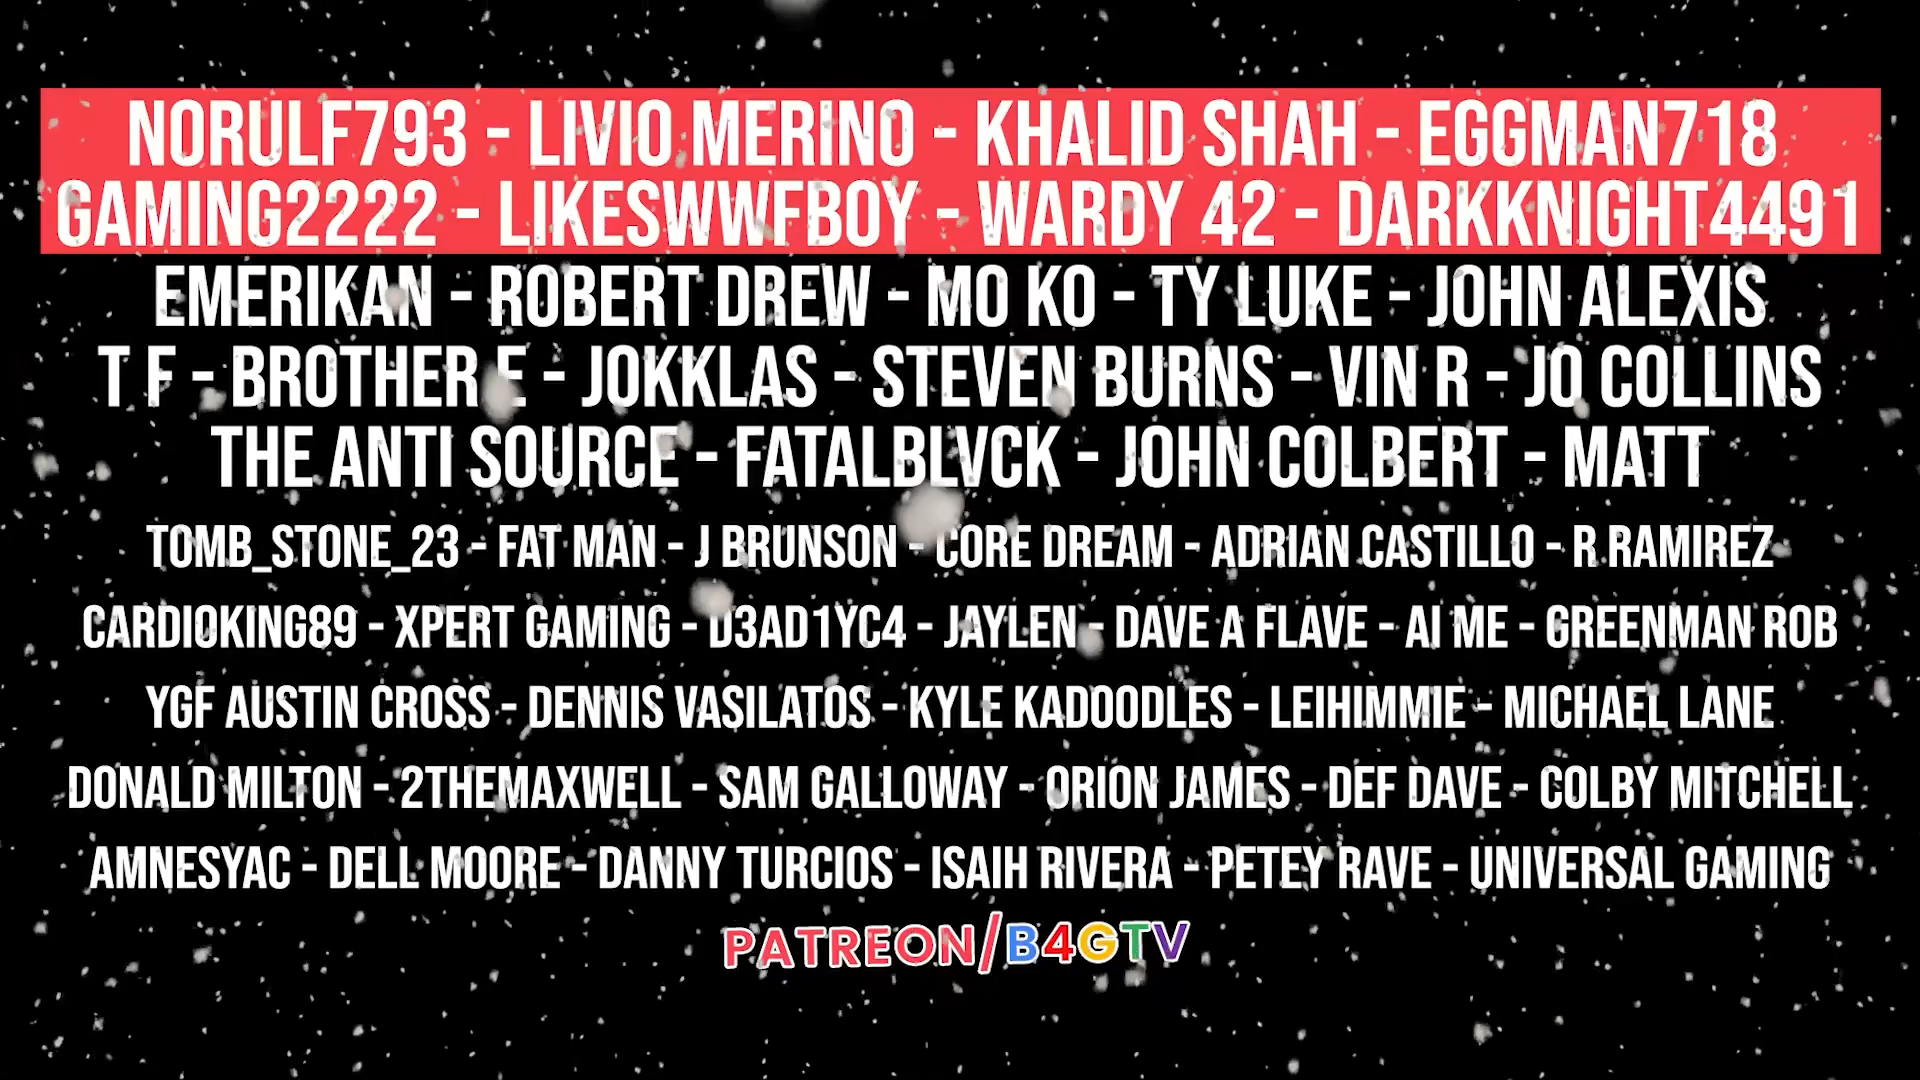 NORULF793 - LIVIO MERINO - KHALID SHAH - EGGMAN718
GAMING2222 - LIKESWWFBOY - WARDY 42 - DARKKNIGHT4491
EMERIKAN - ROBERT DREW - MO KO - TY LUKE - JOHN ALEXIS
T F - BROTHER E - JOKKLAS - STEVEN BURNS - VIN R - JO COLLINS
THE ANTI SOURCE - FATALBLVCK - JOHN COLBERT - MATT
TOMB_STONE_23 - FAT MAN - J BRUNSON - CORE DREAM - ADRIAN CASTILLO - R RAMIREZ
CARDIOKING89 - XPERT GAMING - D3AD1YC4 - JAYLEN - DAVE A FLAVE - AI ME - GREENMAN ROB
YGF AUSTIN CROSS - DENNIS VASILATOS - KYLE KADOODLES - LEIHIMMIE - MICHAEL LANE
DONALD MILTON - 2THEMAXWELL - SAM GALLOWAY - ORION JAMES - DEF DAVE - COLBY MITCHELL
AMNESYAC - DELL MOORE - DANNY TURCIOS - ISAIH RIVERA - PETEY RAVE - UNIVERSAL GAMING
PATREON/B4GTV